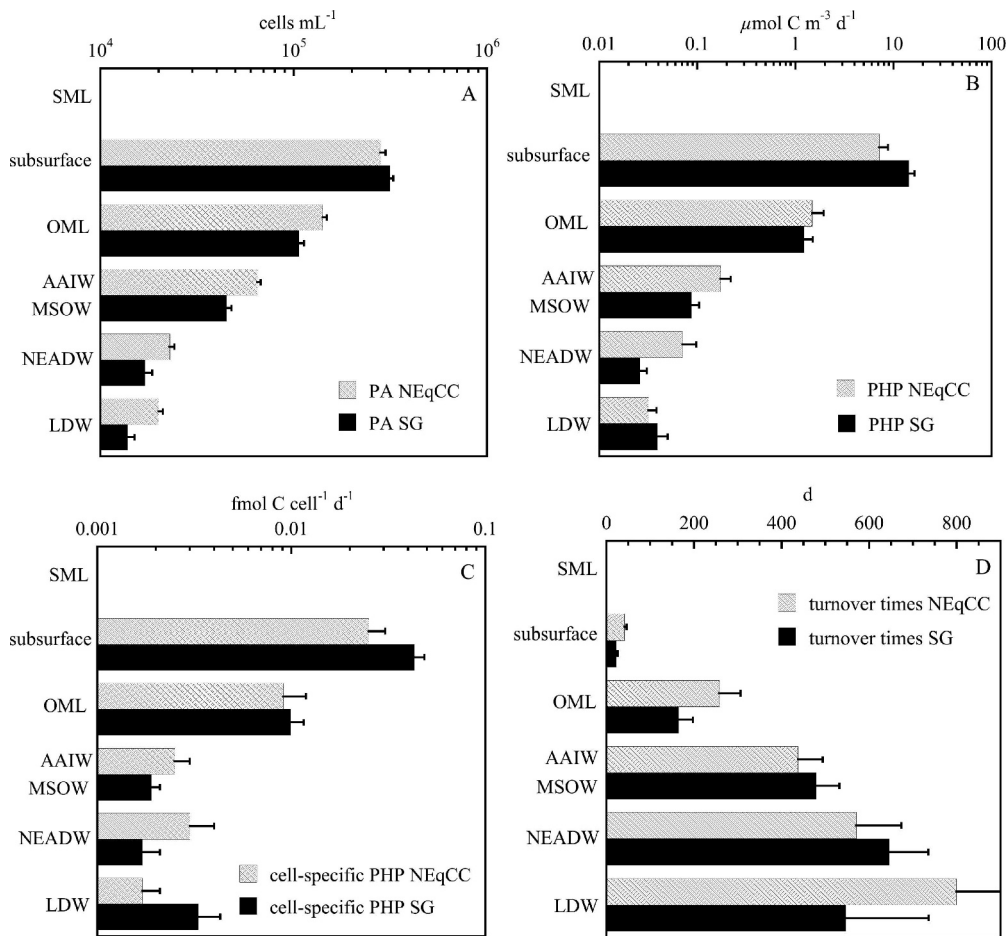 cells mL⁻¹
10⁴ 10⁵ 10⁶
A
SML
subsurface
OML
AAIW
MSOW
NEADW
LDW
PA NEqCC
PA SG
μmol C m⁻³ d⁻¹
0.01 0.1 1 10 100
B
SML
subsurface
OML
AAIW
MSOW
NEADW
LDW
PHP NEqCC
PHP SG
fmol C cell⁻¹ d⁻¹
0.001 0.01 0.1
C
SML
subsurface
OML
AAIW
MSOW
NEADW
LDW
cell-specific PHP NEqCC
cell-specific PHP SG
d
0 200 400 600 800
D
SML
subsurface
OML
AAIW
MSOW
NEADW
LDW
turnover times NEqCC
turnover times SG